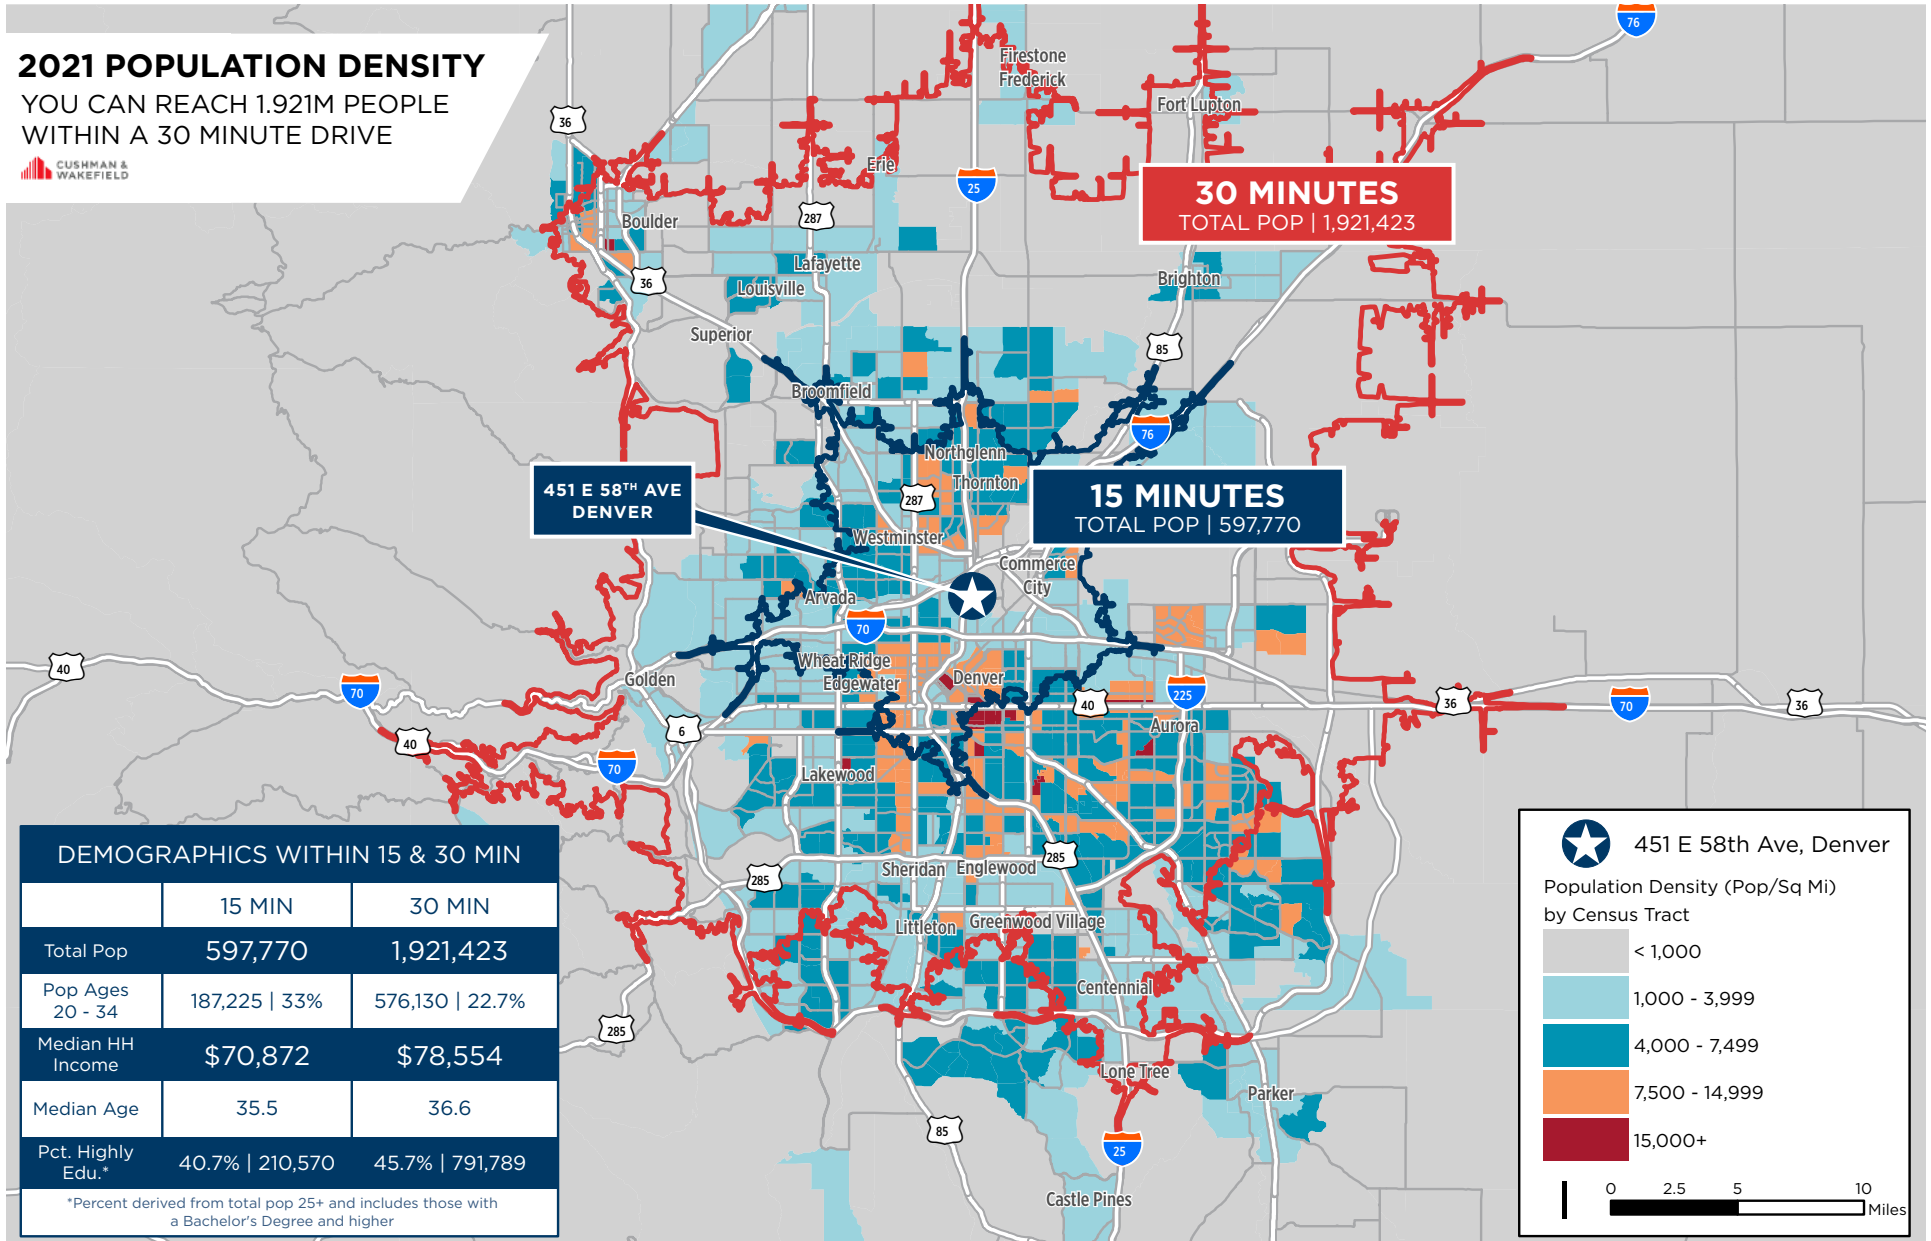 2021 POPULATION DENSITY
YOU CAN REACH 1.921M PEOPLE
WITHIN A 30 MINUTE DRIVE
CUSHMAN &
WAKEFIELD
76
Firestone
Frederick
Fort Lupton
36
Erie
25
30 MINUTES
TOTAL POP | 1,921,423
Boulder
287
Lafayette
36
Louisville
Brighton
Superior
85
Broomfield
76
Northglenn
Thornton
451 E 58TH AVE
DENVER
287
15 MINUTES
TOTAL POP | 597,770
Westminster
Commerce
City
Arvada
70
Wheat Ridge
Edgewater
Denver
40
70
Golden
40
225
36
70
36
6
Aurora
40
70
Lakewood
285
285
Sheridan
Englewood
Littleton
Greenwood Village
Centennial
285
Lone Tree
Parker
85
25
Castle Pines
DEMOGRAPHICS WITHIN 15 & 30 MIN
15 MIN 30 MIN
Total Pop 597,770 1,921,423
Pop Ages
20 - 34 187,225 | 33% 576,130 | 22.7%
Median HH
Income $70,872 $78,554
Median Age 35.5 36.6
Pct. Highly
Edu.* 40.7% | 210,570 45.7% | 791,789
*Percent derived from total pop 25+ and includes those with
a Bachelor's Degree and higher
451 E 58th Ave, Denver
Population Density (Pop/Sq Mi)
by Census Tract
< 1,000
1,000 - 3,999
4,000 - 7,499
7,500 - 14,999
15,000+
0 2.5 5 10
Miles